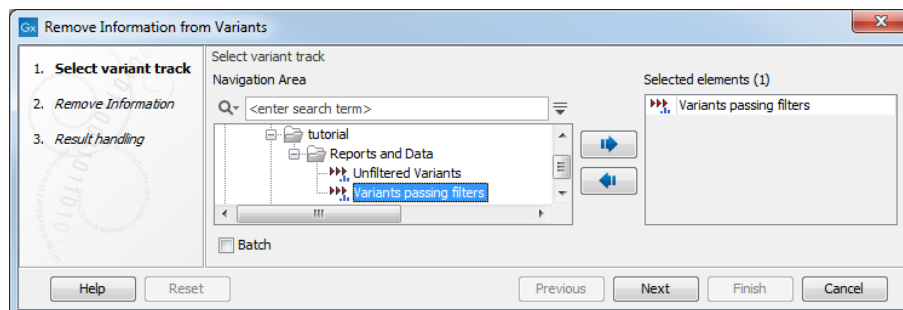 Gx Remove Information from Variants
X
1. Select variant track
2. Remove Information
3. Result handling
Select variant track
Navigation Area
<enter search term>
tutorial
Reports and Data
Unfiltered Variants
Variants passing filters
Batch
Selected elements (1)
Variants passing filters
Help
Reset
Previous
Next
Finish
Cancel